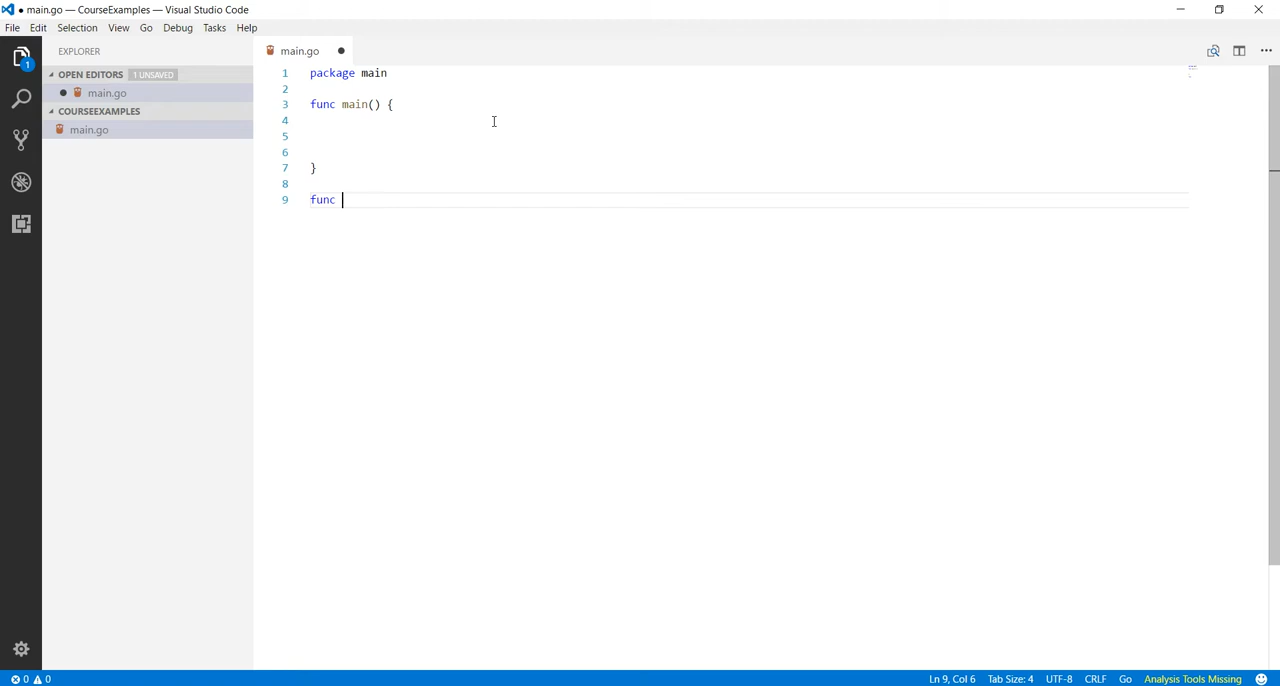 ● main.go — CourseExamples — Visual Studio Code
File Edit Selection View Go Debug Tasks Help
EXPLORER
OPEN EDITORS 1 UNSAVED
main.go
COURSEEXAMPLES
main.go
1
main.go
1 package main
2
3 func main() {
4
5
6
7 }
8
9 func
0 0 Ln 9, Col 6 Tab Size: 4 UTF-8 CRLF Go Analysis Tools Missing